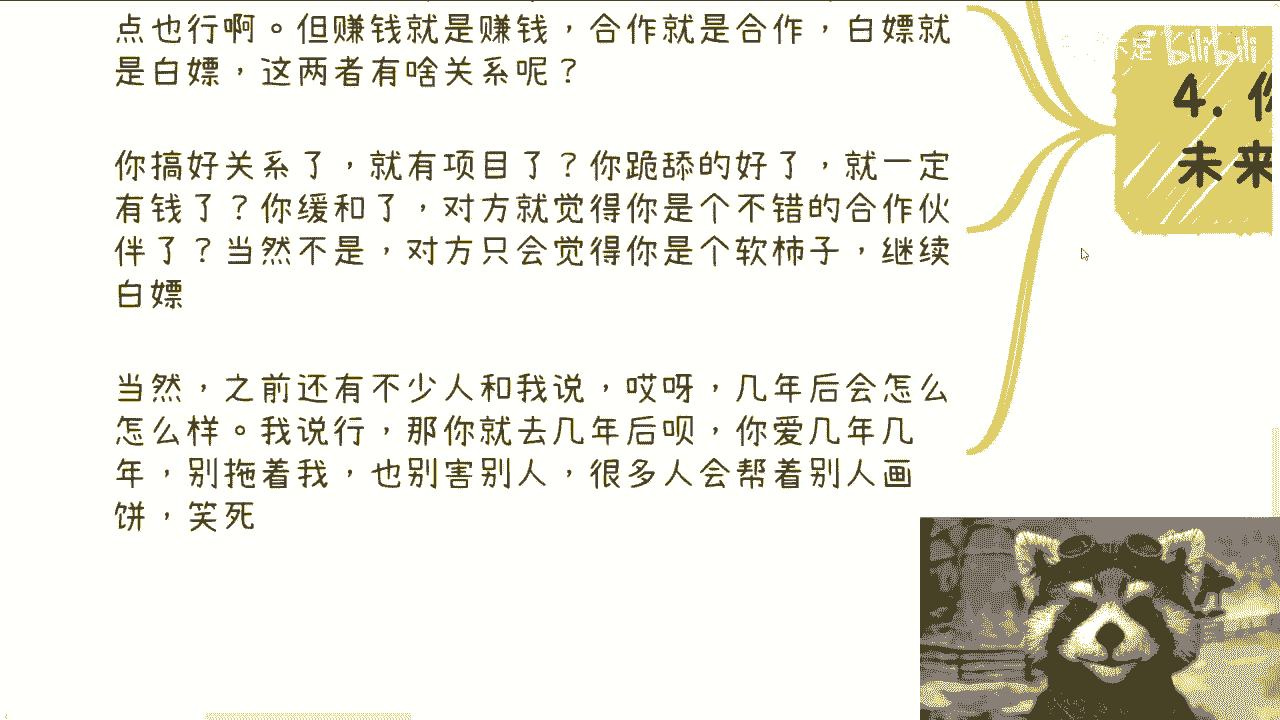 点也行啊。但赚钱就是赚钱，合作就是合作，白嫖就
是白嫖，这两者有啥关系呢？
你搞好关系了，就有项目了？你跪舔的好了，就一定
有钱了？你缓和了，对方就觉得你是个不错的合作伙
伴了？当然不是，对方只会觉得你是个软柿子，继续
白嫖
当然，之前还有不少人和我说，哎呀，几年后会怎么
怎么样。我说行，那你就去几年后呗，你爱几年几
年，别拖着我，也别害别人，很多人会帮着别人画
饼，笑死
不足 bilibili
4. 你
未来